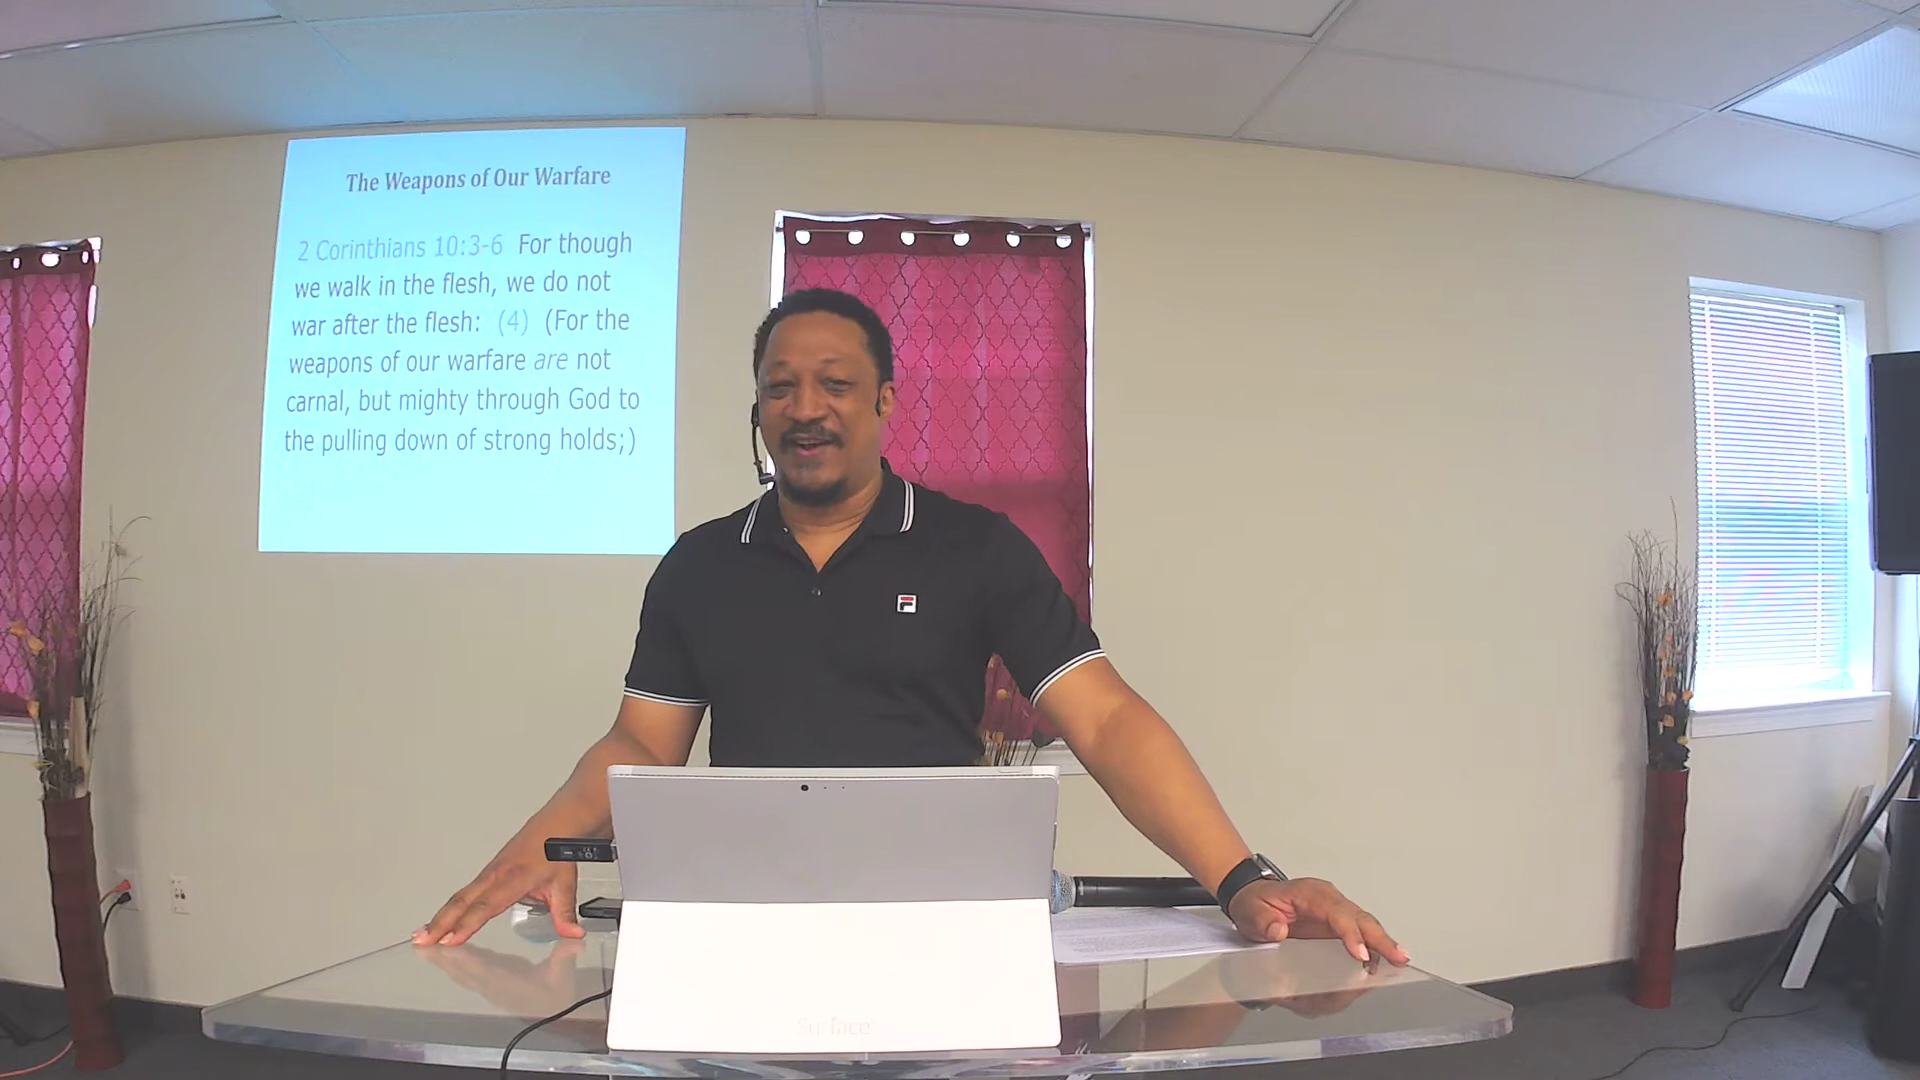 The Weapons of Our Warfare
2 Corinthians 10:3-6 For though
we walk in the flesh, we do not
war after the flesh: (4) (For the
weapons of our warfare are not
carnal, but mighty through God to
the pulling down of strong holds;)
Surface